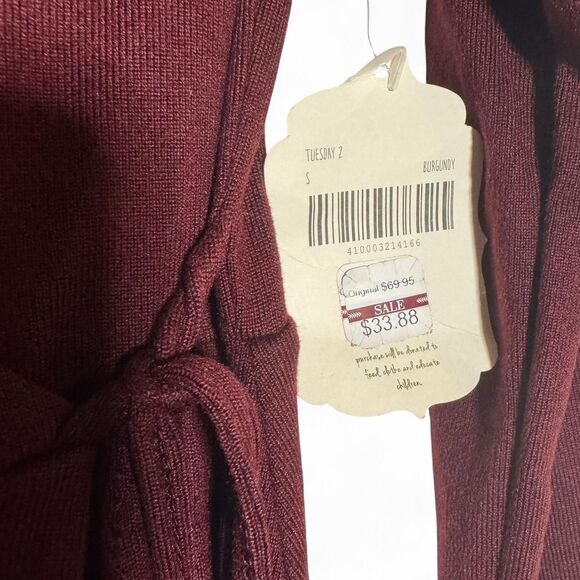 TUESDAY 2
S BURGUNDY
410003214166
Original $69.95
SALE
$33.88
purchase will be donated to
feed, clothe and educate
children.